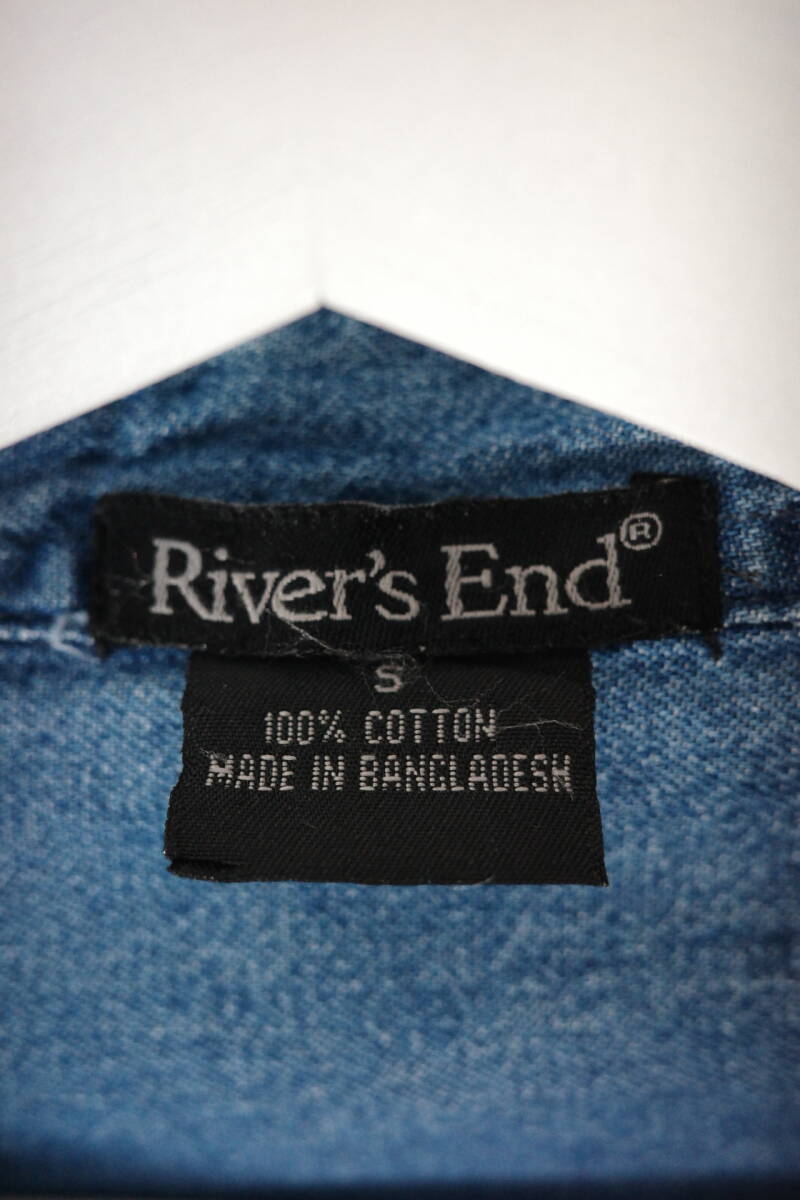 River's End®
S
100% COTTON
MADE IN BANGLADESH